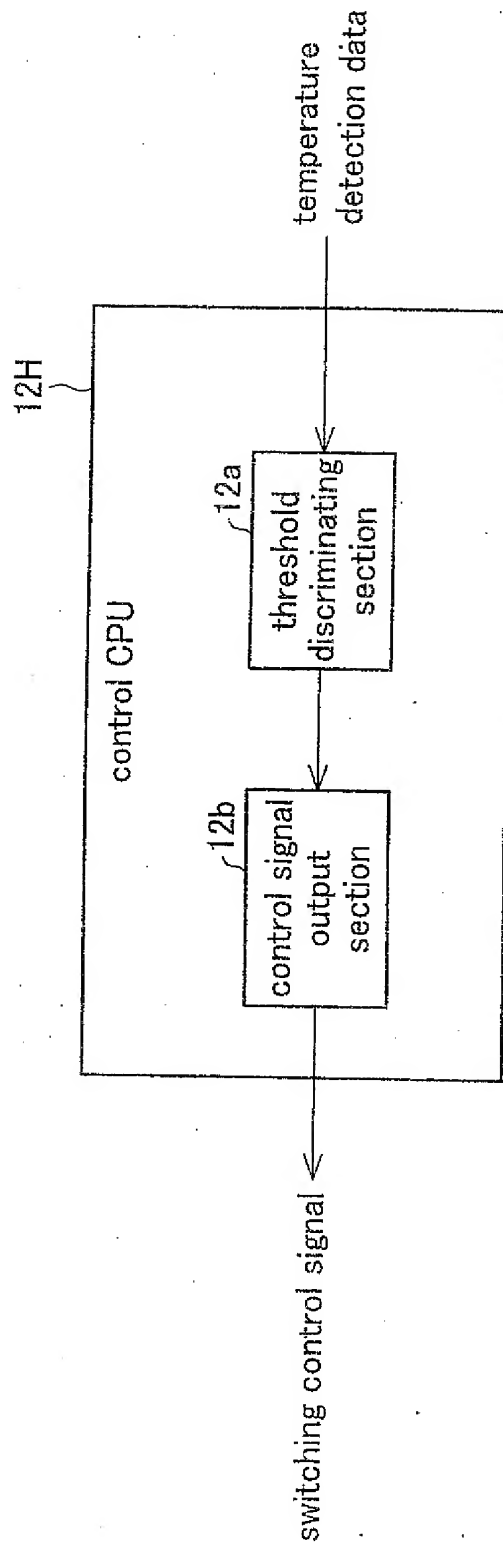 12H
control CPU
12b
control signal
output
section
12a
threshold
discriminating
section
temperature
detection data
switching control signal